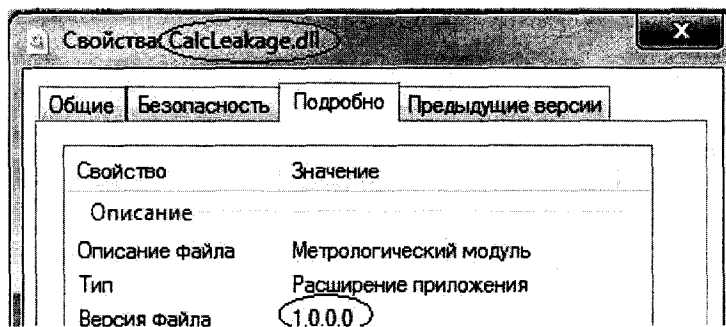 Свойства: CalcLeakage.dll
Общие Безопасность Подробно Предыдущие версии
Свойство Значение
Описание
Описание файла Метрологический модуль
Тип Расширение приложения
Версия файла 1.0.0.0